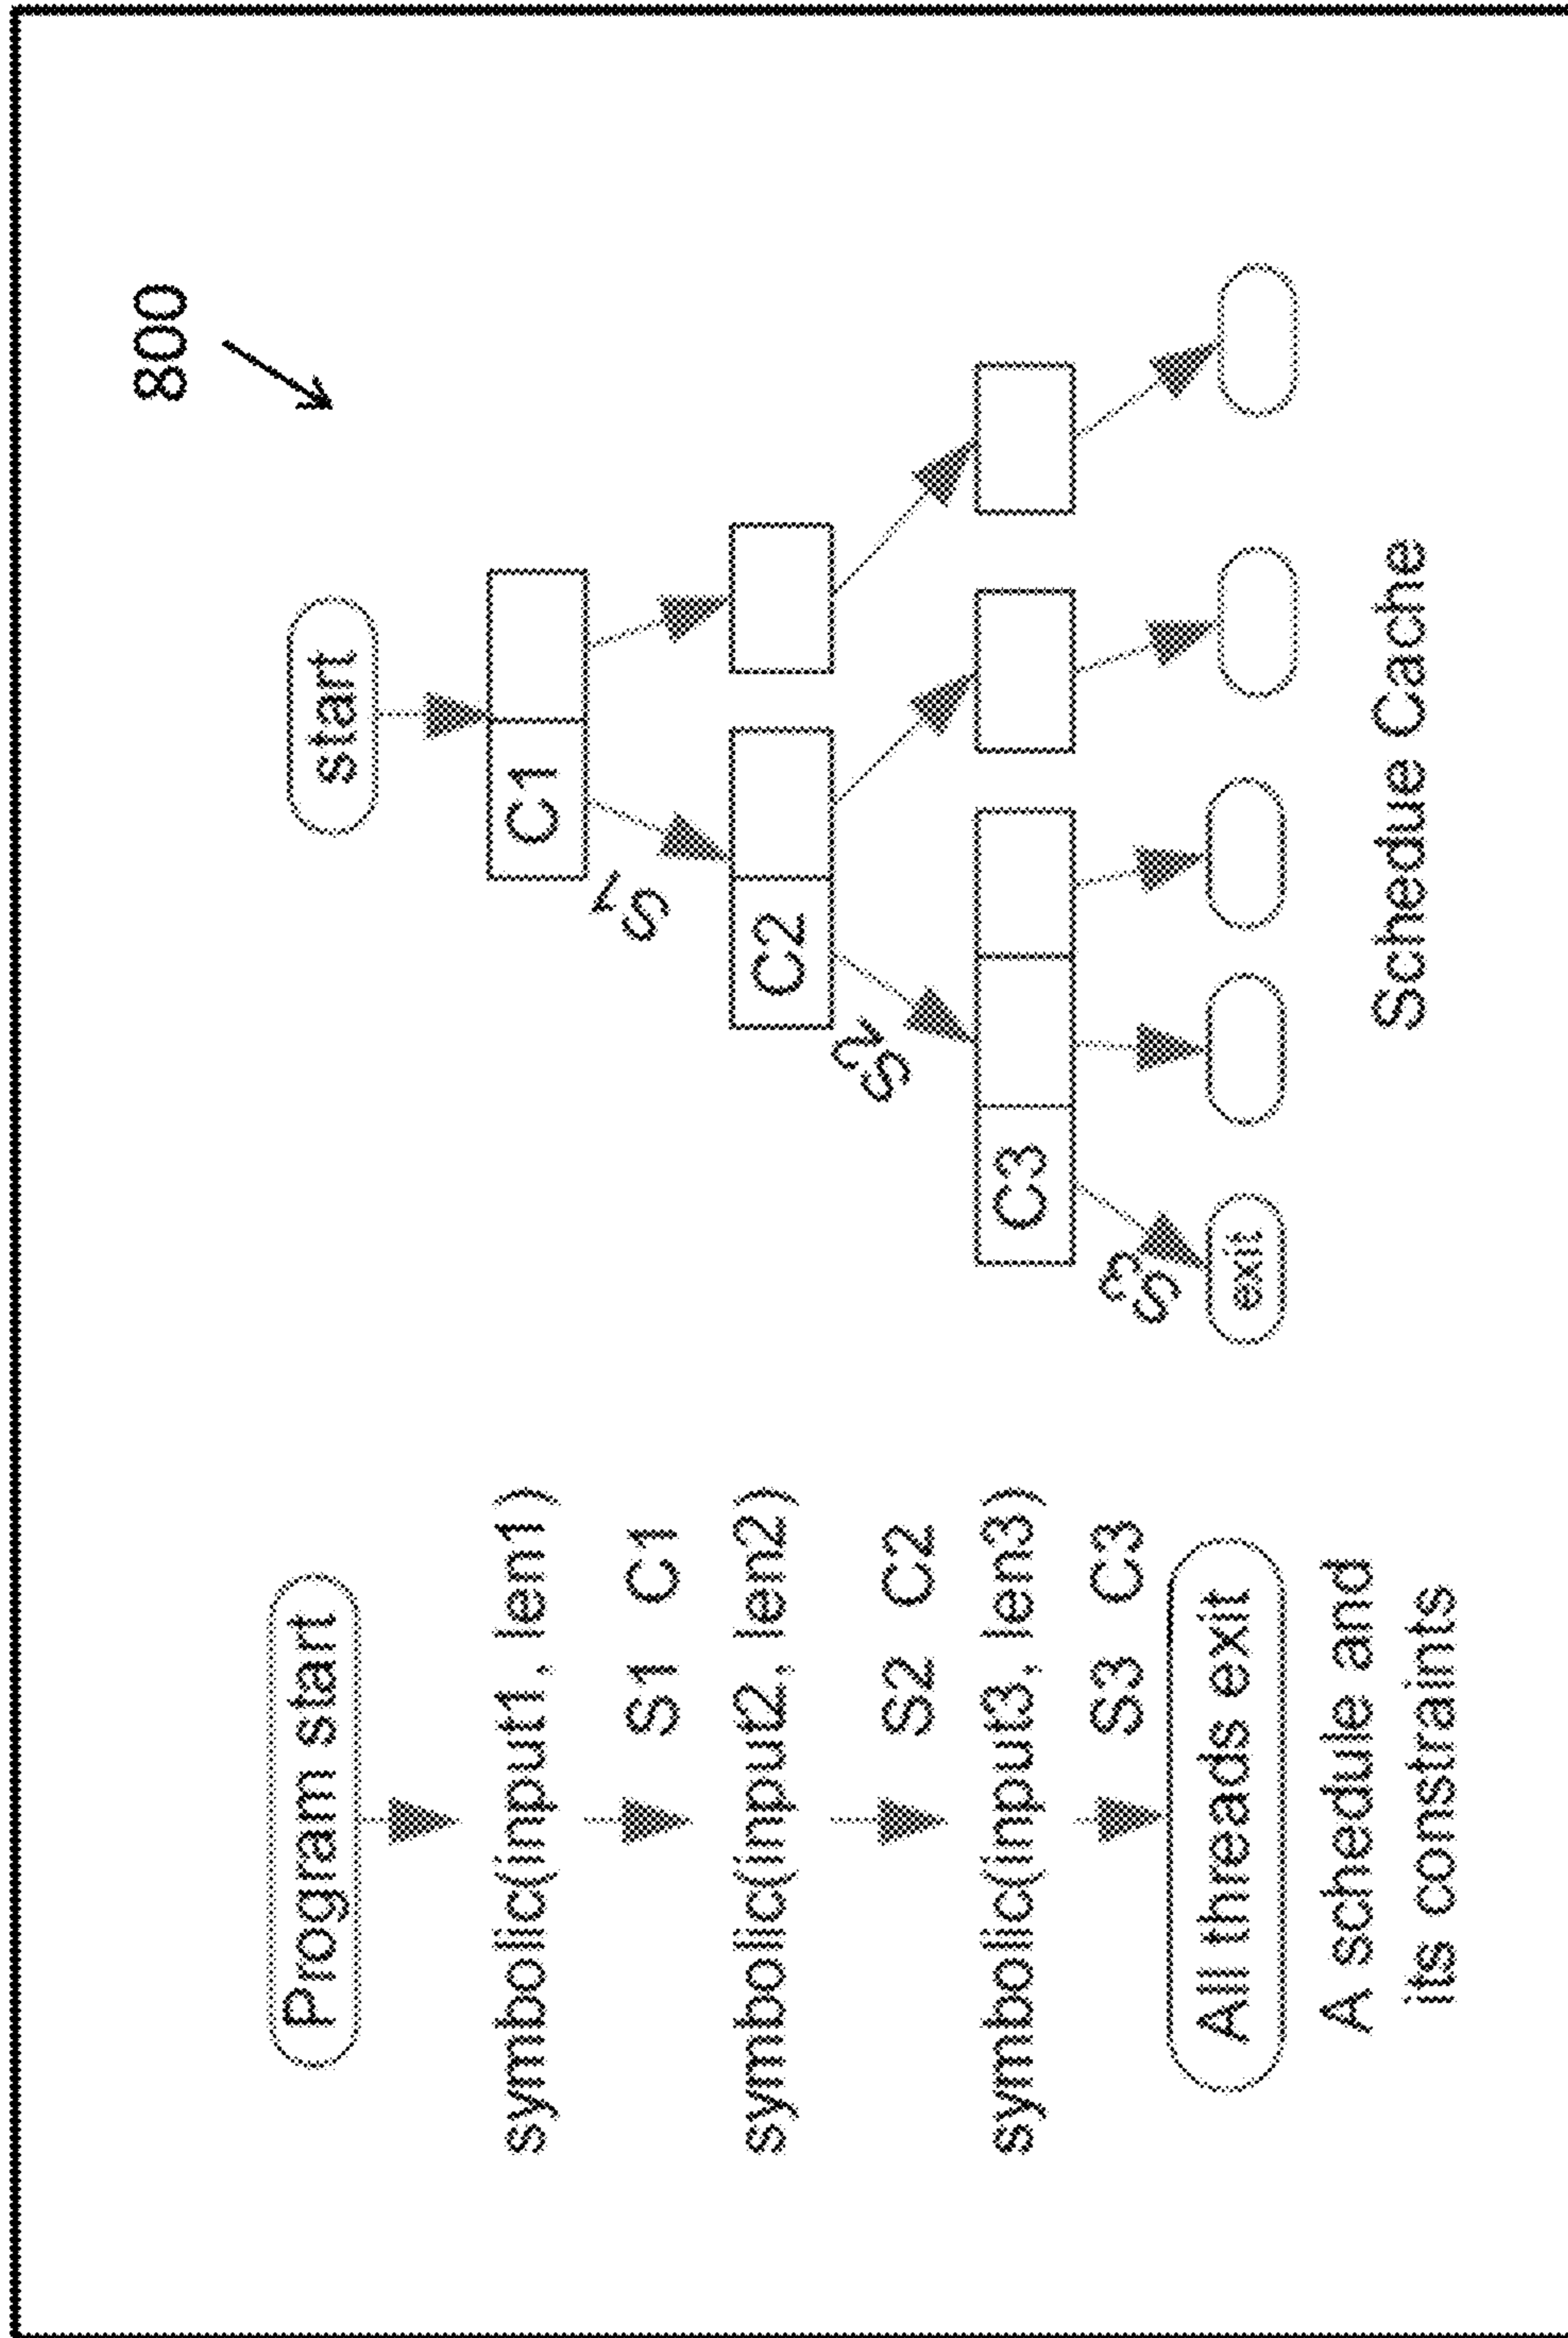 800
Program start
symbolic(input1, len1)
S1 C1
symbolic(input2, len2)
S2 C2
symbolic(input3, len3)
S3 C3
All threads exit
A schedule and
its constraints
start
C1
S1
C2
S2
C3
S3
exit
Schedue Cache